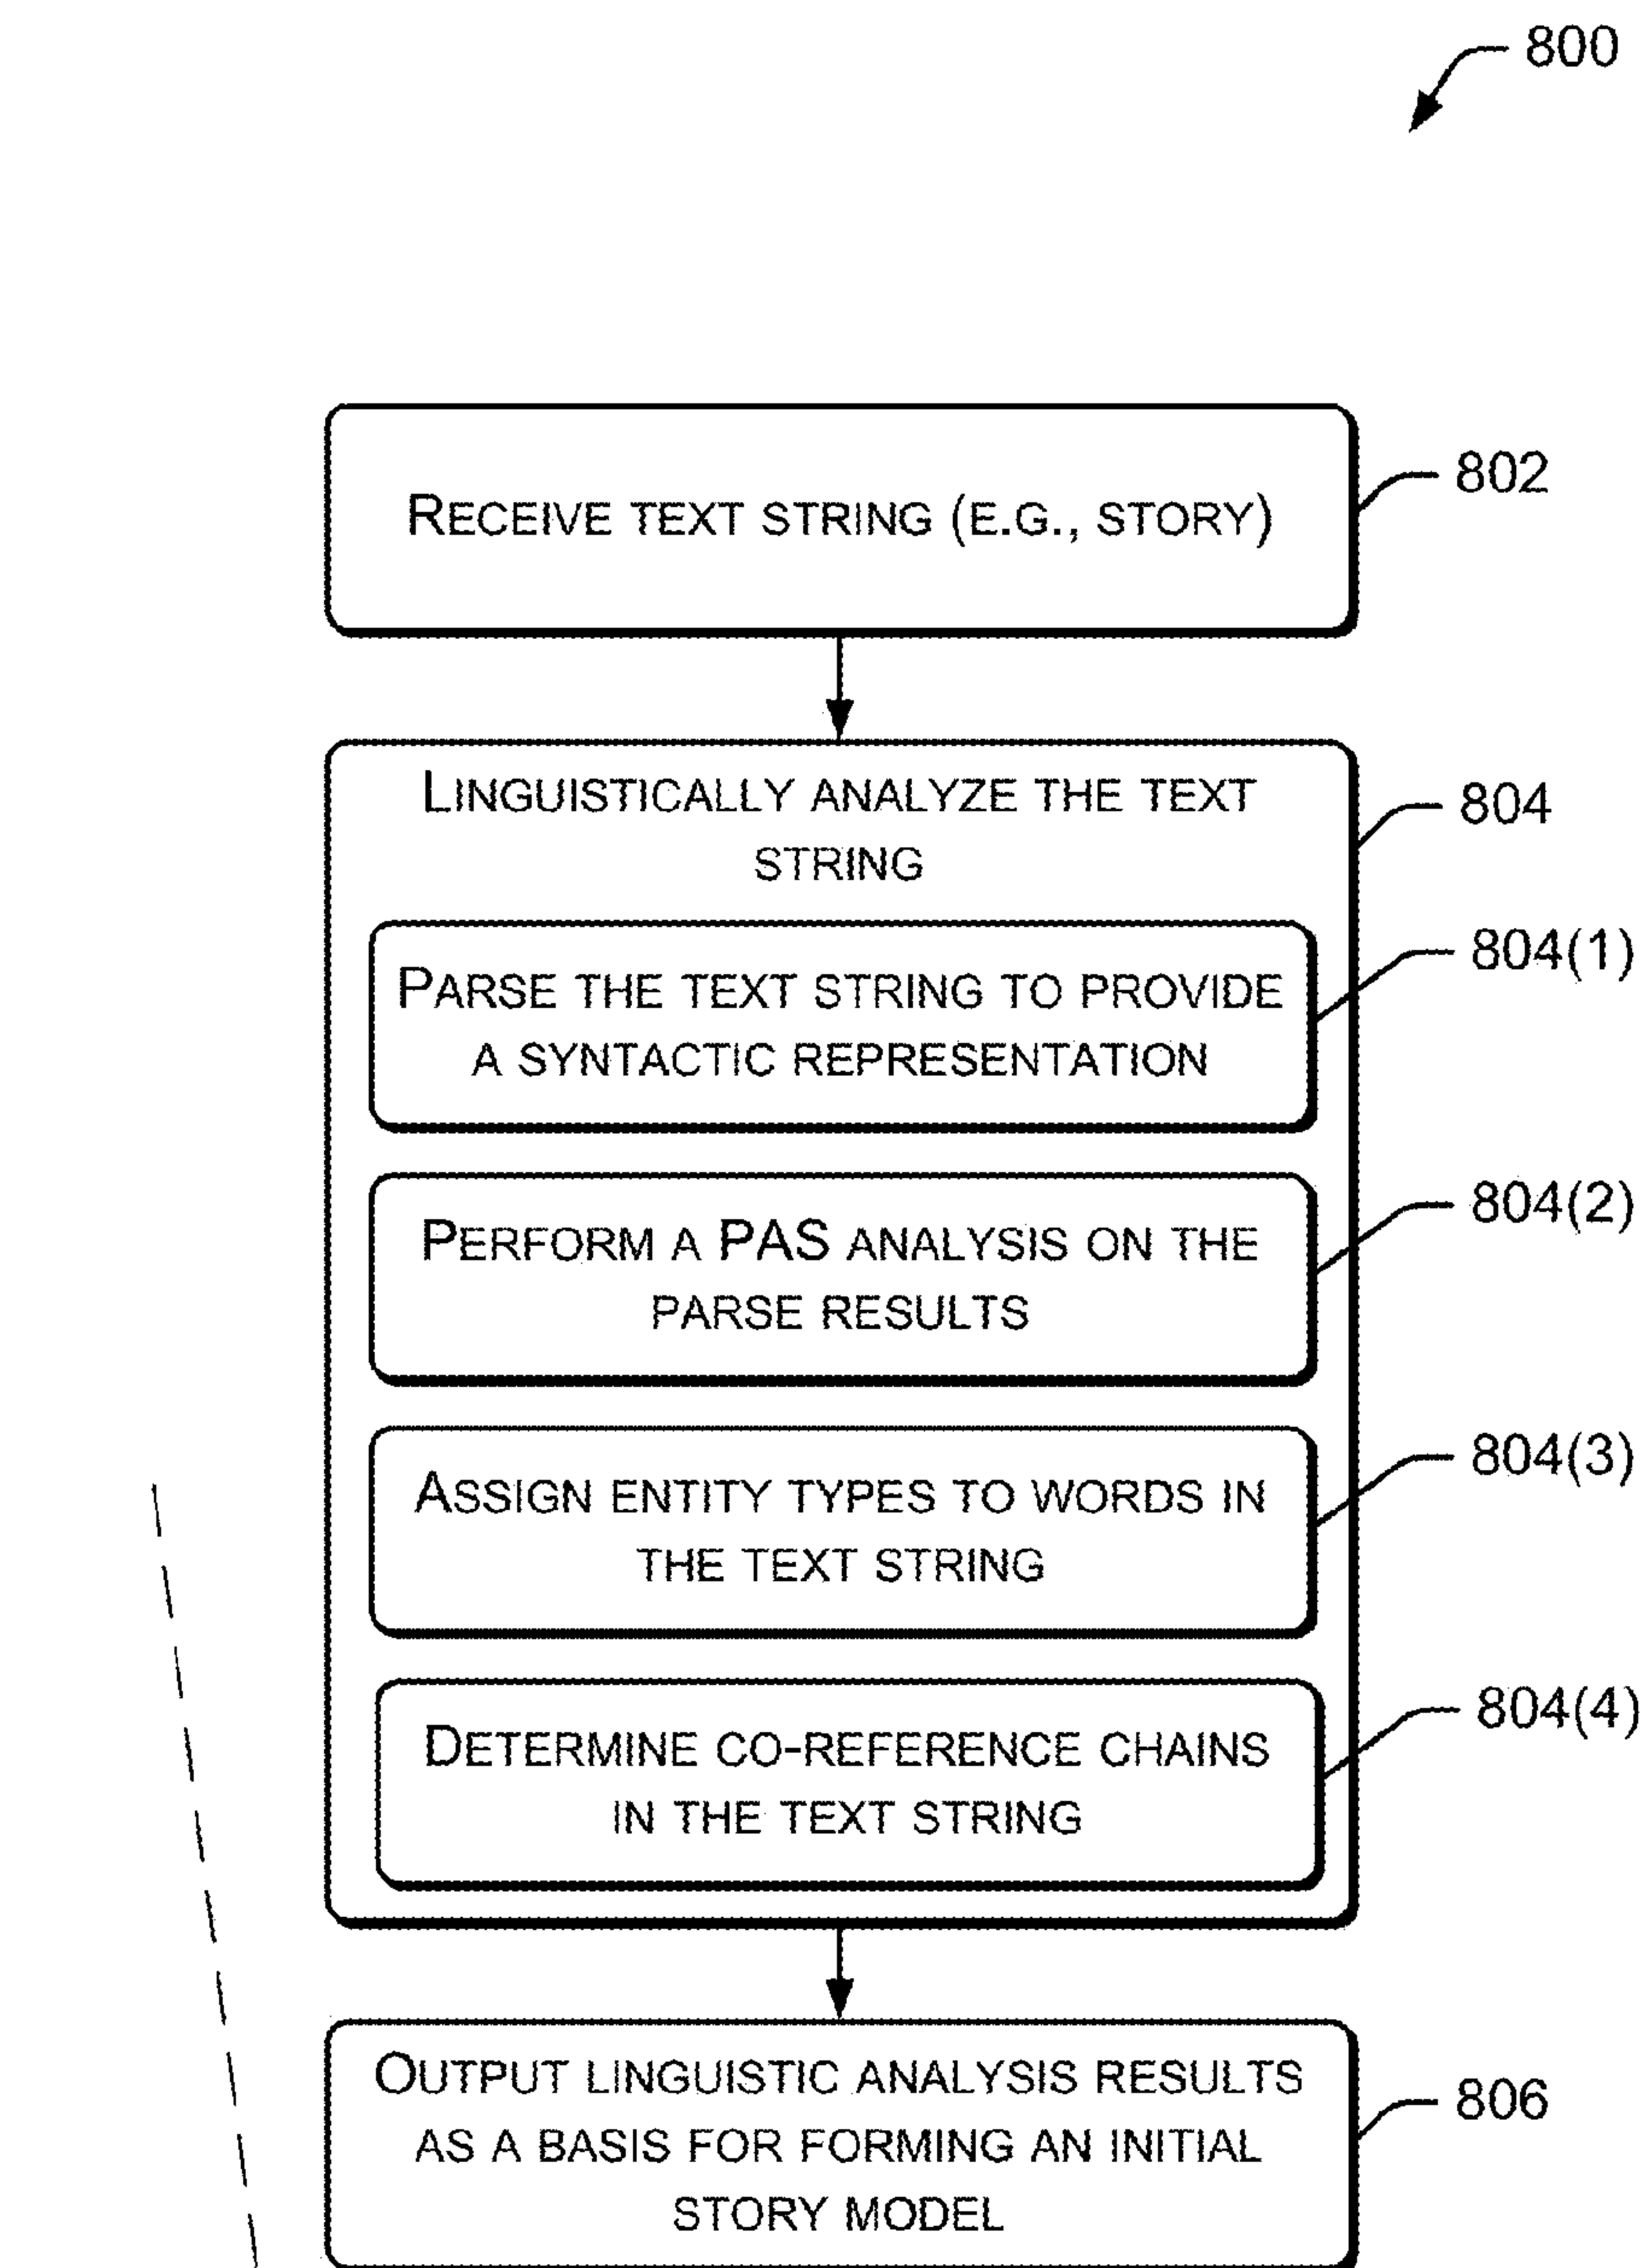 800
RECEIVE TEXT STRING (E.G., STORY)
802
LINGUISTICALLY ANALYZE THE TEXT
STRING
804
PARSE THE TEXT STRING TO PROVIDE
A SYNTACTIC REPRESENTATION
804(1)
PERFORM A PAS ANALYSIS ON THE
PARSE RESULTS
804(2)
ASSIGN ENTITY TYPES TO WORDS IN
THE TEXT STRING
804(3)
DETERMINE CO-REFERENCE CHAINS
IN THE TEXT STRING
804(4)
OUTPUT LINGUISTIC ANALYSIS RESULTS
AS A BASIS FOR FORMING AN INITIAL
STORY MODEL
806